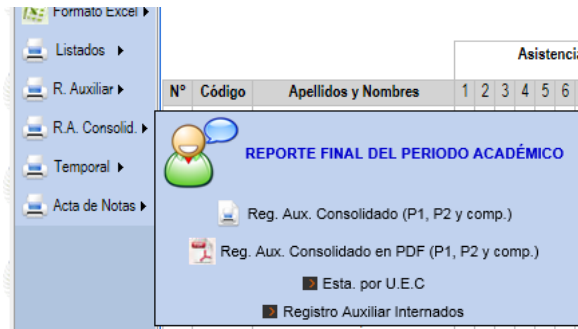 Formato Excel
Listados
R. Auxiliar
R.A. Consolid.
Temporal
Acta de Notas
Asistencia
N° Código Apellidos y Nombres 1 2 3 4 5 6
REPORTE FINAL DEL PERIODO ACADÉMICO
Reg. Aux. Consolidado (P1, P2 y comp.)
Reg. Aux. Consolidado en PDF (P1, P2 y comp.)
Esta. por U.E.C
Registro Auxiliar Internados